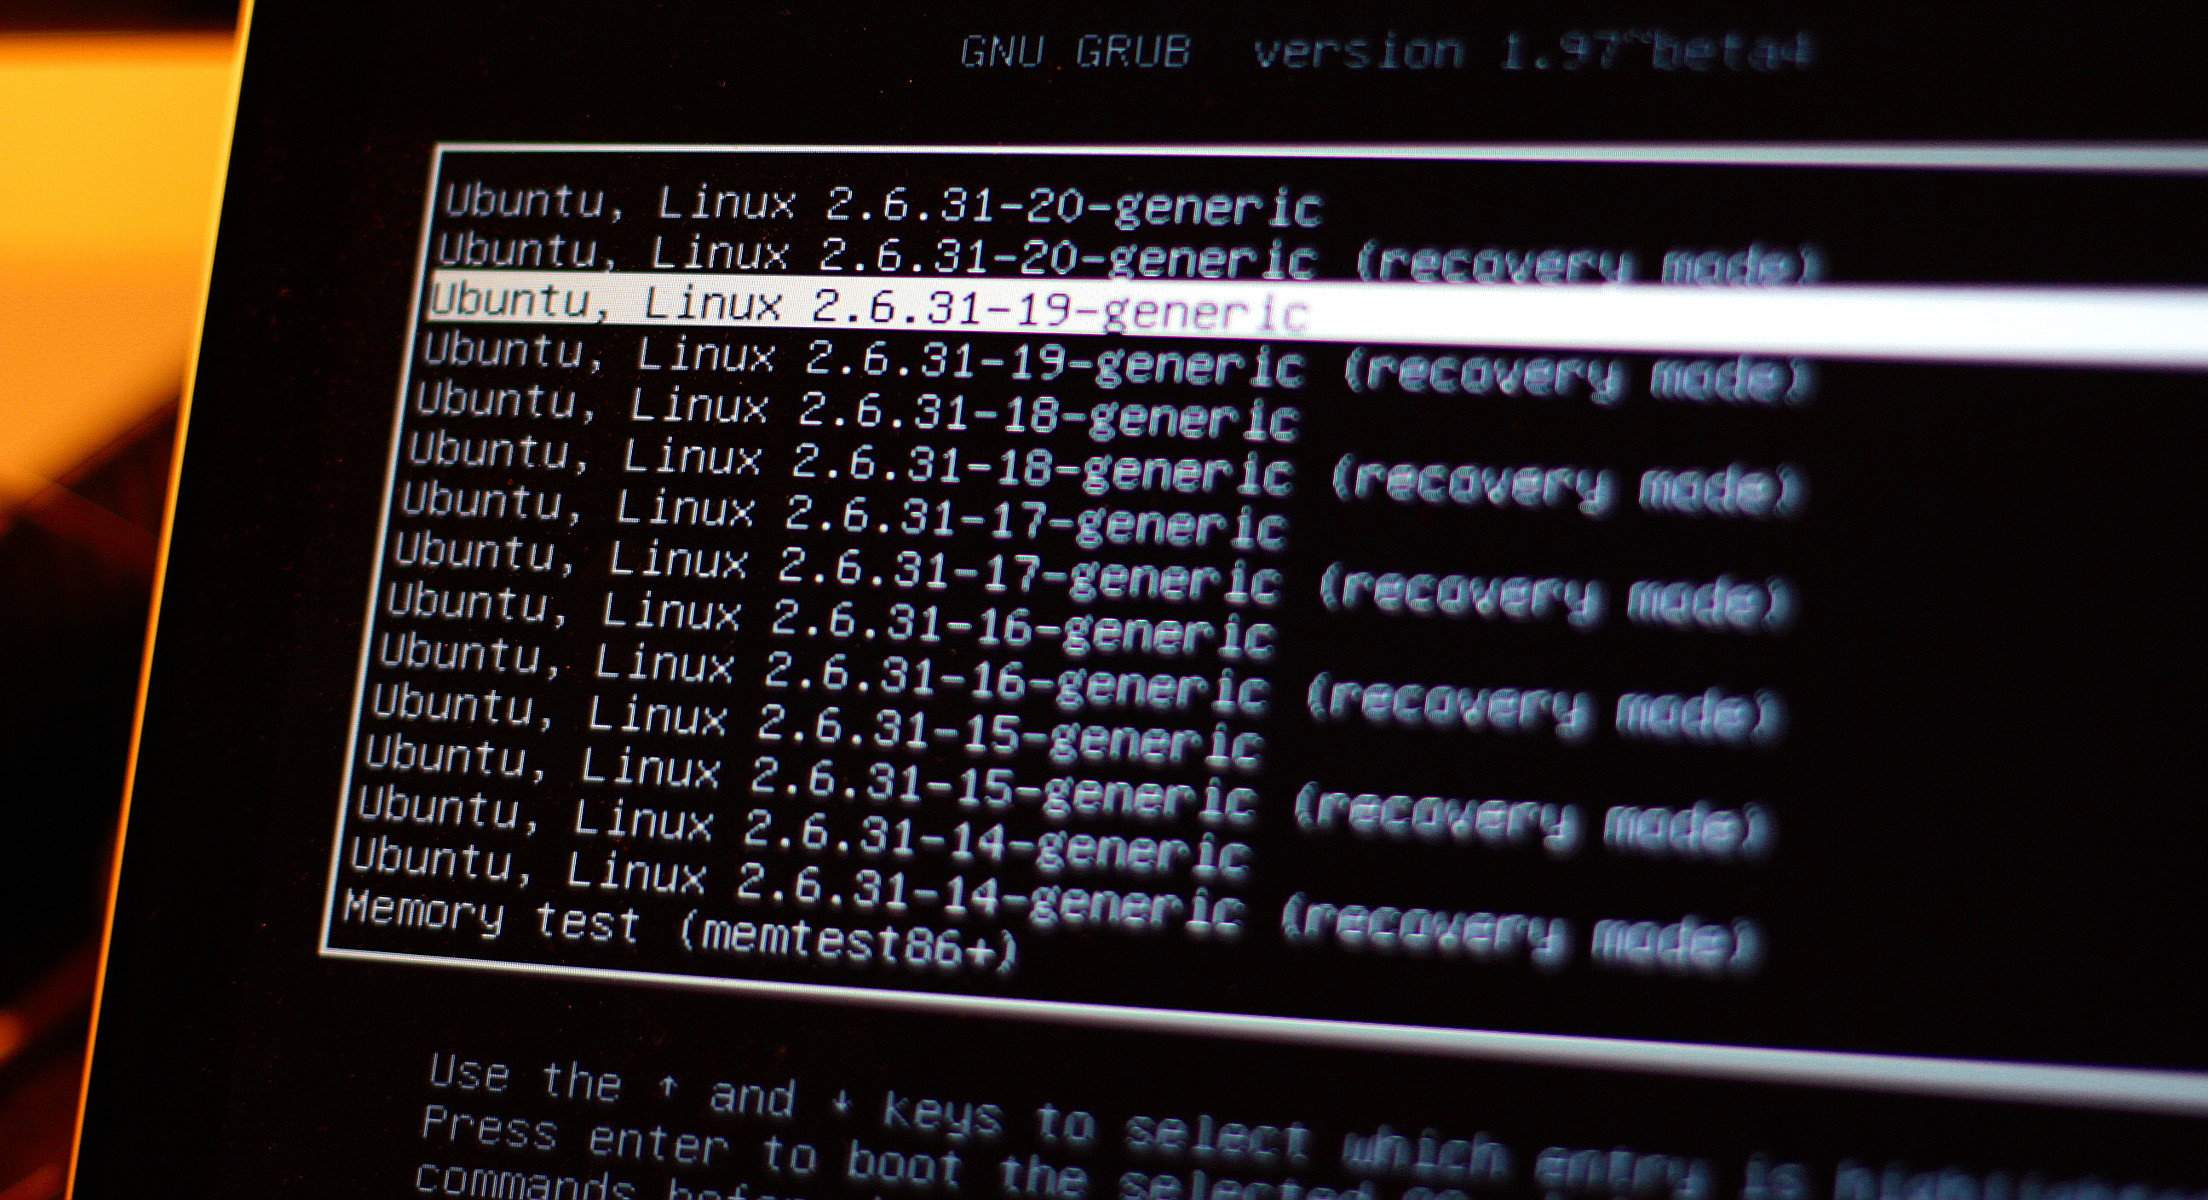 GNU GRUB version 1.97~beta4
Ubuntu, Linux 2.6.31-20-generic
Ubuntu, Linux 2.6.31-20-generic (recovery mode)
Ubuntu, Linux 2.6.31-19-generic
Ubuntu, Linux 2.6.31-19-generic (recovery mode)
Ubuntu, Linux 2.6.31-18-generic
Ubuntu, Linux 2.6.31-18-generic (recovery mode)
Ubuntu, Linux 2.6.31-17-generic
Ubuntu, Linux 2.6.31-17-generic (recovery mode)
Ubuntu, Linux 2.6.31-16-generic
Ubuntu, Linux 2.6.31-16-generic (recovery mode)
Ubuntu, Linux 2.6.31-15-generic
Ubuntu, Linux 2.6.31-15-generic (recovery mode)
Ubuntu, Linux 2.6.31-14-generic
Ubuntu, Linux 2.6.31-14-generic (recovery mode)
Memory test (memtest86+)
Use the ↑ and ↓ keys to select which entry is
Press enter to boot the selected
commands